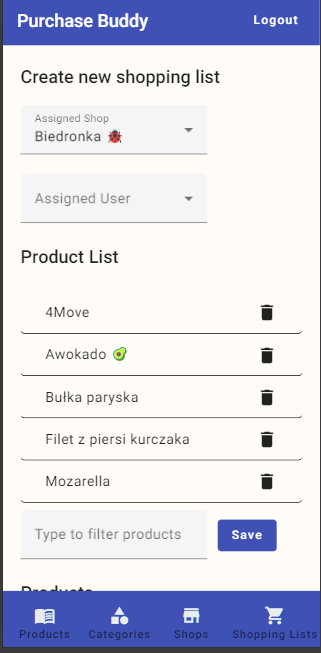 Purchase Buddy
Logout
Create new shopping list
Assigned Shop
Biedronka 🐞
Assigned User
Product List
4Move
Awokado 🥑
Bułka paryska
Filet z piersi kurczaka
Mozarella
Type to filter products
Save
Products
Products
Categories
Shops
Shopping Lists